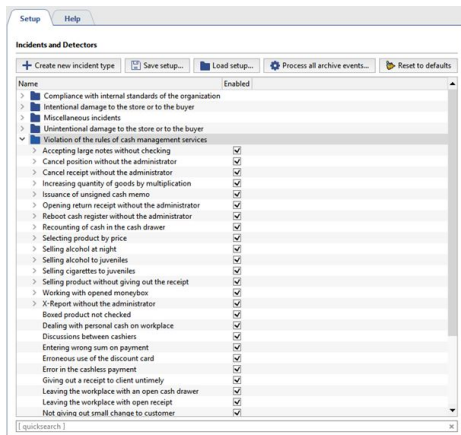 Setup
Help
Incidents and Detectors
Create new incident type
Save setup...
Load setup...
Process all archive events...
Reset to defaults
Name
Enabled
Compliance with internal standards of the organization
Intentional damage to the store or to the buyer
Miscellaneous incidents
Unintentional damage to the store or to the buyer
Violation of the rules of cash management services
Accepting large notes without checking
Cancel position without the administrator
Cancel receipt without the administrator
Increasing quantity of goods by multiplication
Issuance of unsigned cash memo
Opening return receipt without the administrator
Reboot cash register without the administrator
Recounting of cash in the cash drawer
Selecting product by price
Selling alcohol at night
Selling alcohol to juveniles
Selling cigarettes to juveniles
Selling product without giving out the receipt
Working with opened moneybox
X-Report without the administrator
Boxed product not checked
Dealing with personal cash on workplace
Discussions between cashiers
Entering wrong sum on payment
Erroneous use of the discount card
Error in the cashless payment
Giving out a receipt to client untimely
Leaving the workplace with an open cash drawer
Leaving the workplace with open receipt
Not giving out small change to customer
[ quicksearch ]